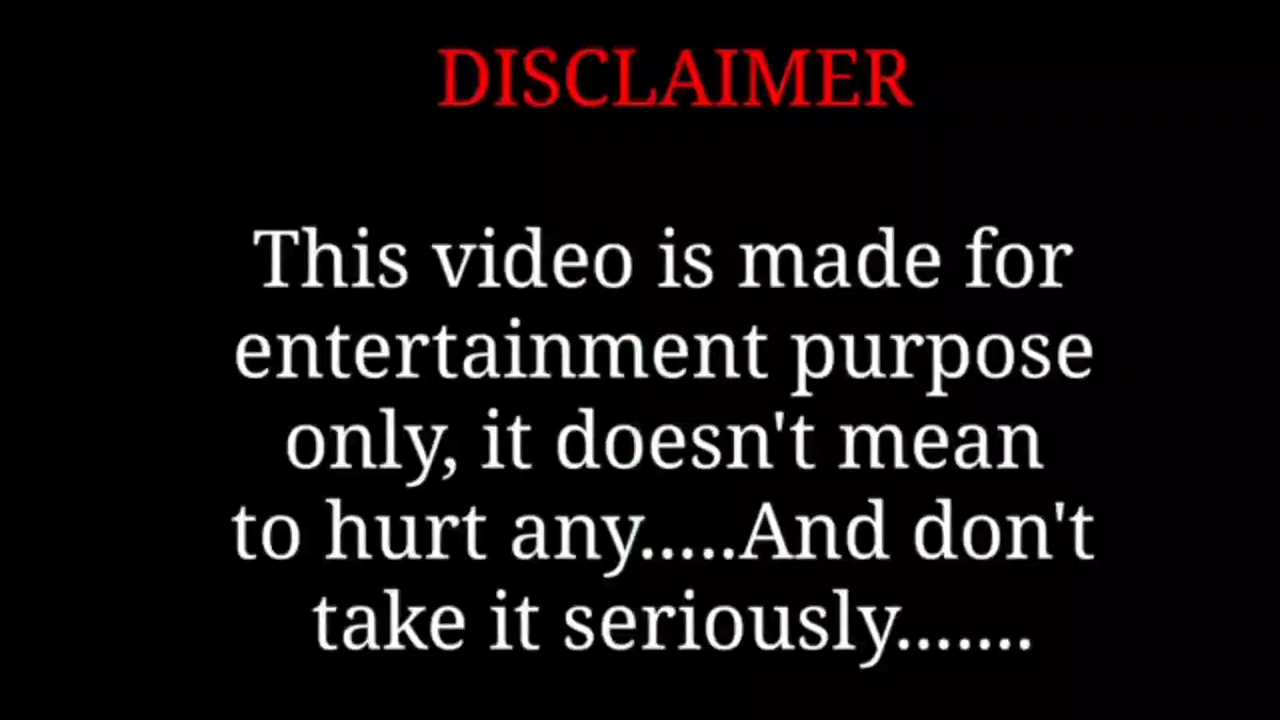 DISCLAIMER
This video is made for
entertainment purpose
only, it doesn't mean
to hurt any.....And don't
take it seriously.......